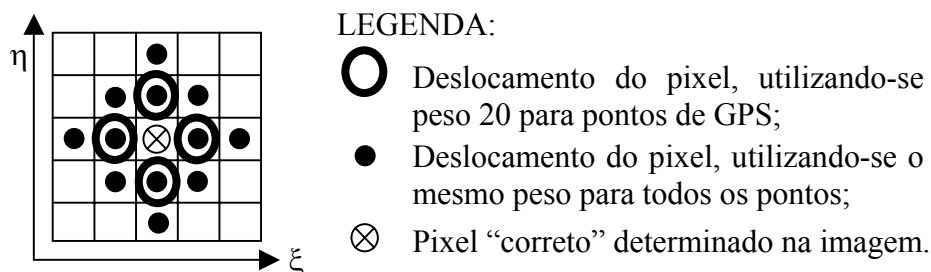 η
ξ
LEGENDA:
Deslocamento do pixel, utilizando-se
peso 20 para pontos de GPS;
Deslocamento do pixel, utilizando-se o
mesmo peso para todos os pontos;
Pixel “correto” determinado na imagem.